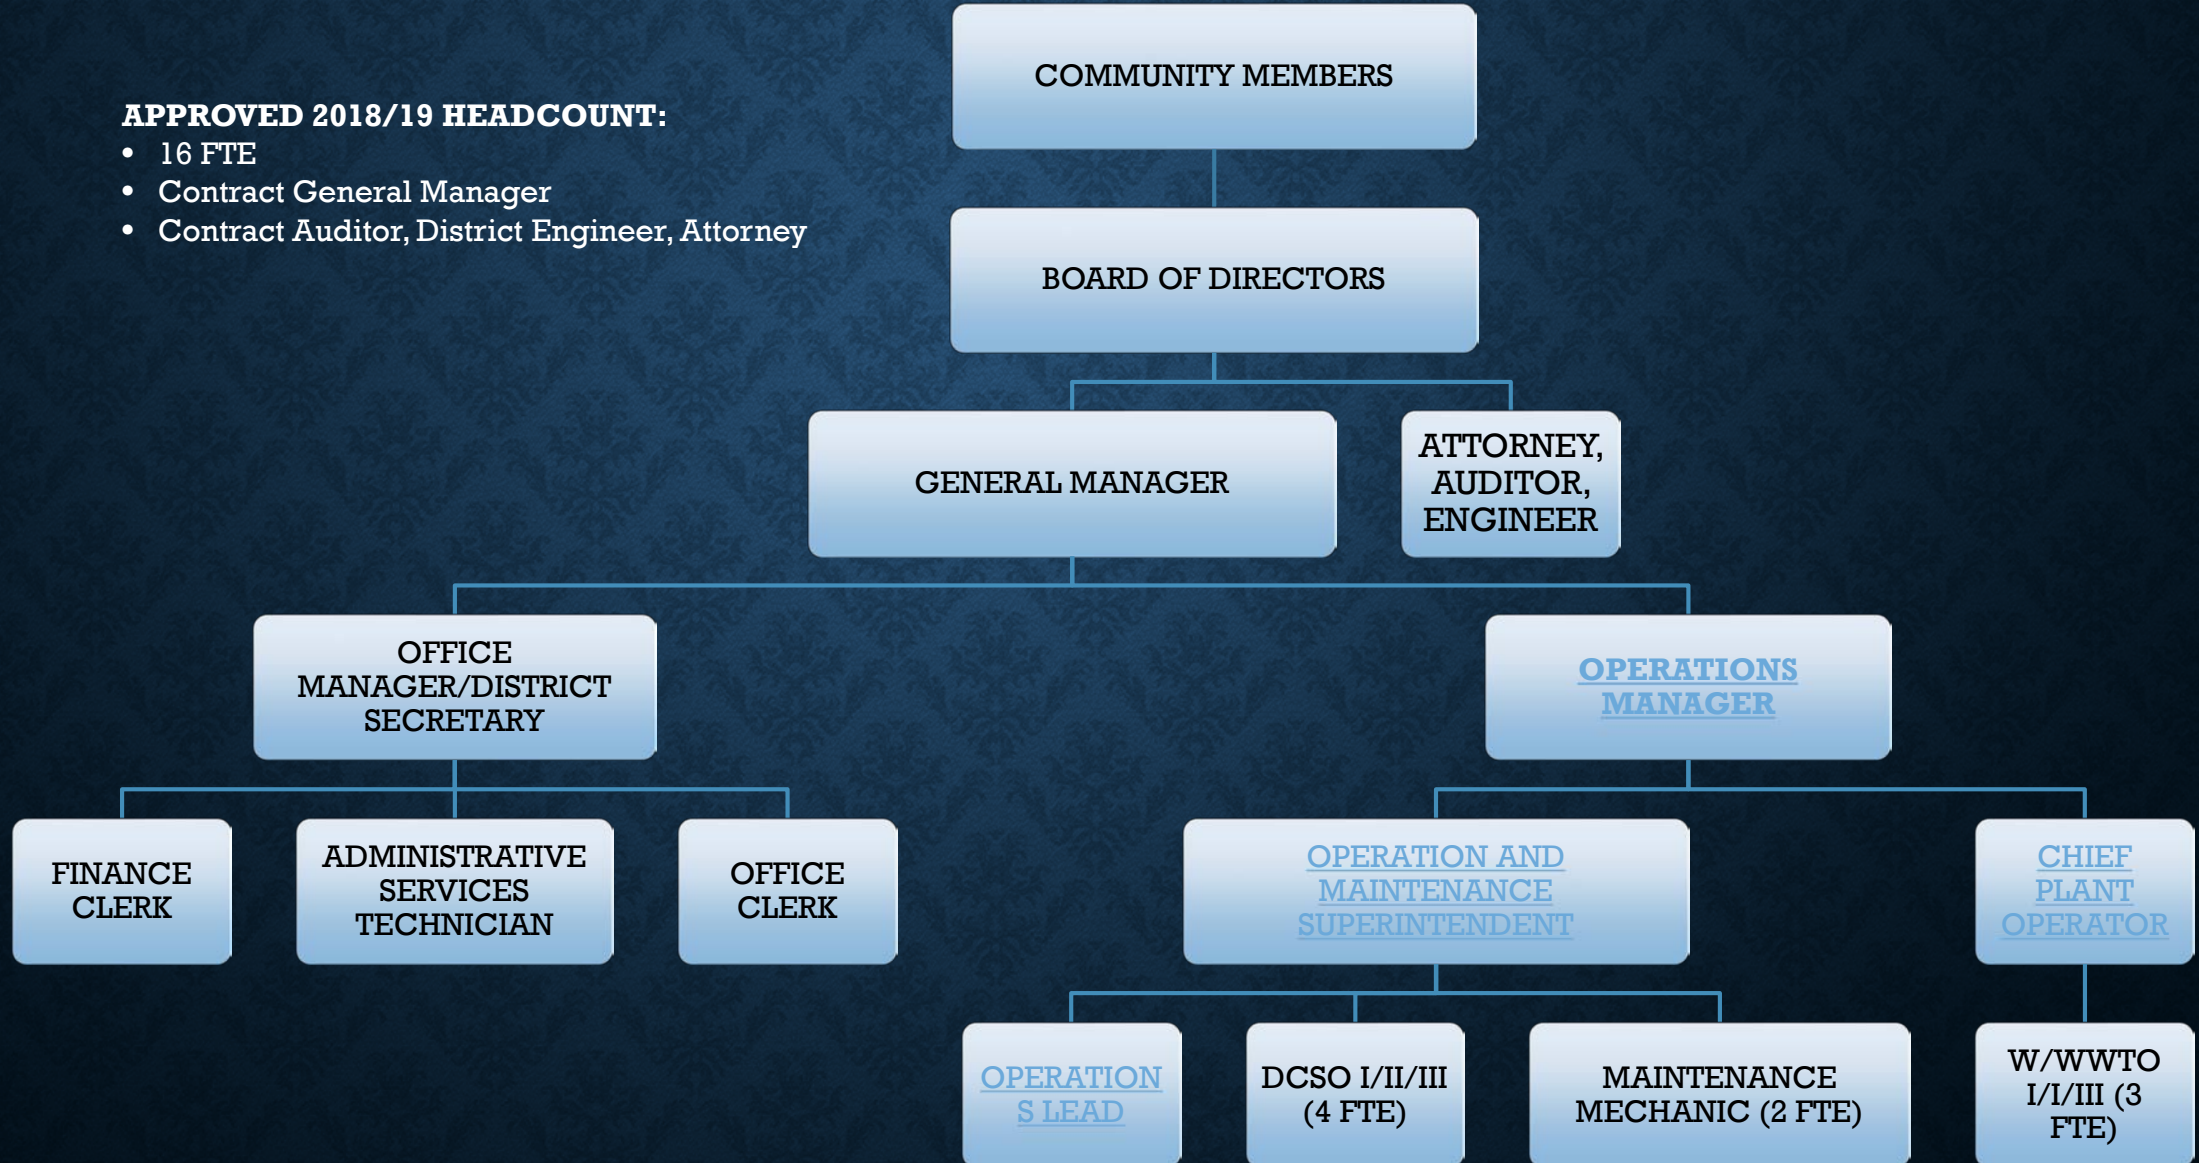 APPROVED 2018/19 HEADCOUNT:
• 16 FTE
• Contract General Manager
• Contract Auditor, District Engineer, Attorney
COMMUNITY MEMBERS
BOARD OF DIRECTORS
GENERAL MANAGER
ATTORNEY,
AUDITOR,
ENGINEER
OFFICE
MANAGER/DISTRICT
SECRETARY
OPERATIONS
MANAGER
FINANCE
CLERK
ADMINISTRATIVE
SERVICES
TECHNICIAN
OFFICE
CLERK
OPERATION AND
MAINTENANCE
SUPERINTENDENT
CHIEF
PLANT
OPERATOR
OPERATION
S LEAD
DCSO I/II/III
(4 FTE)
MAINTENANCE
MECHANIC (2 FTE)
W/WWTO
I/I/III (3
FTE)